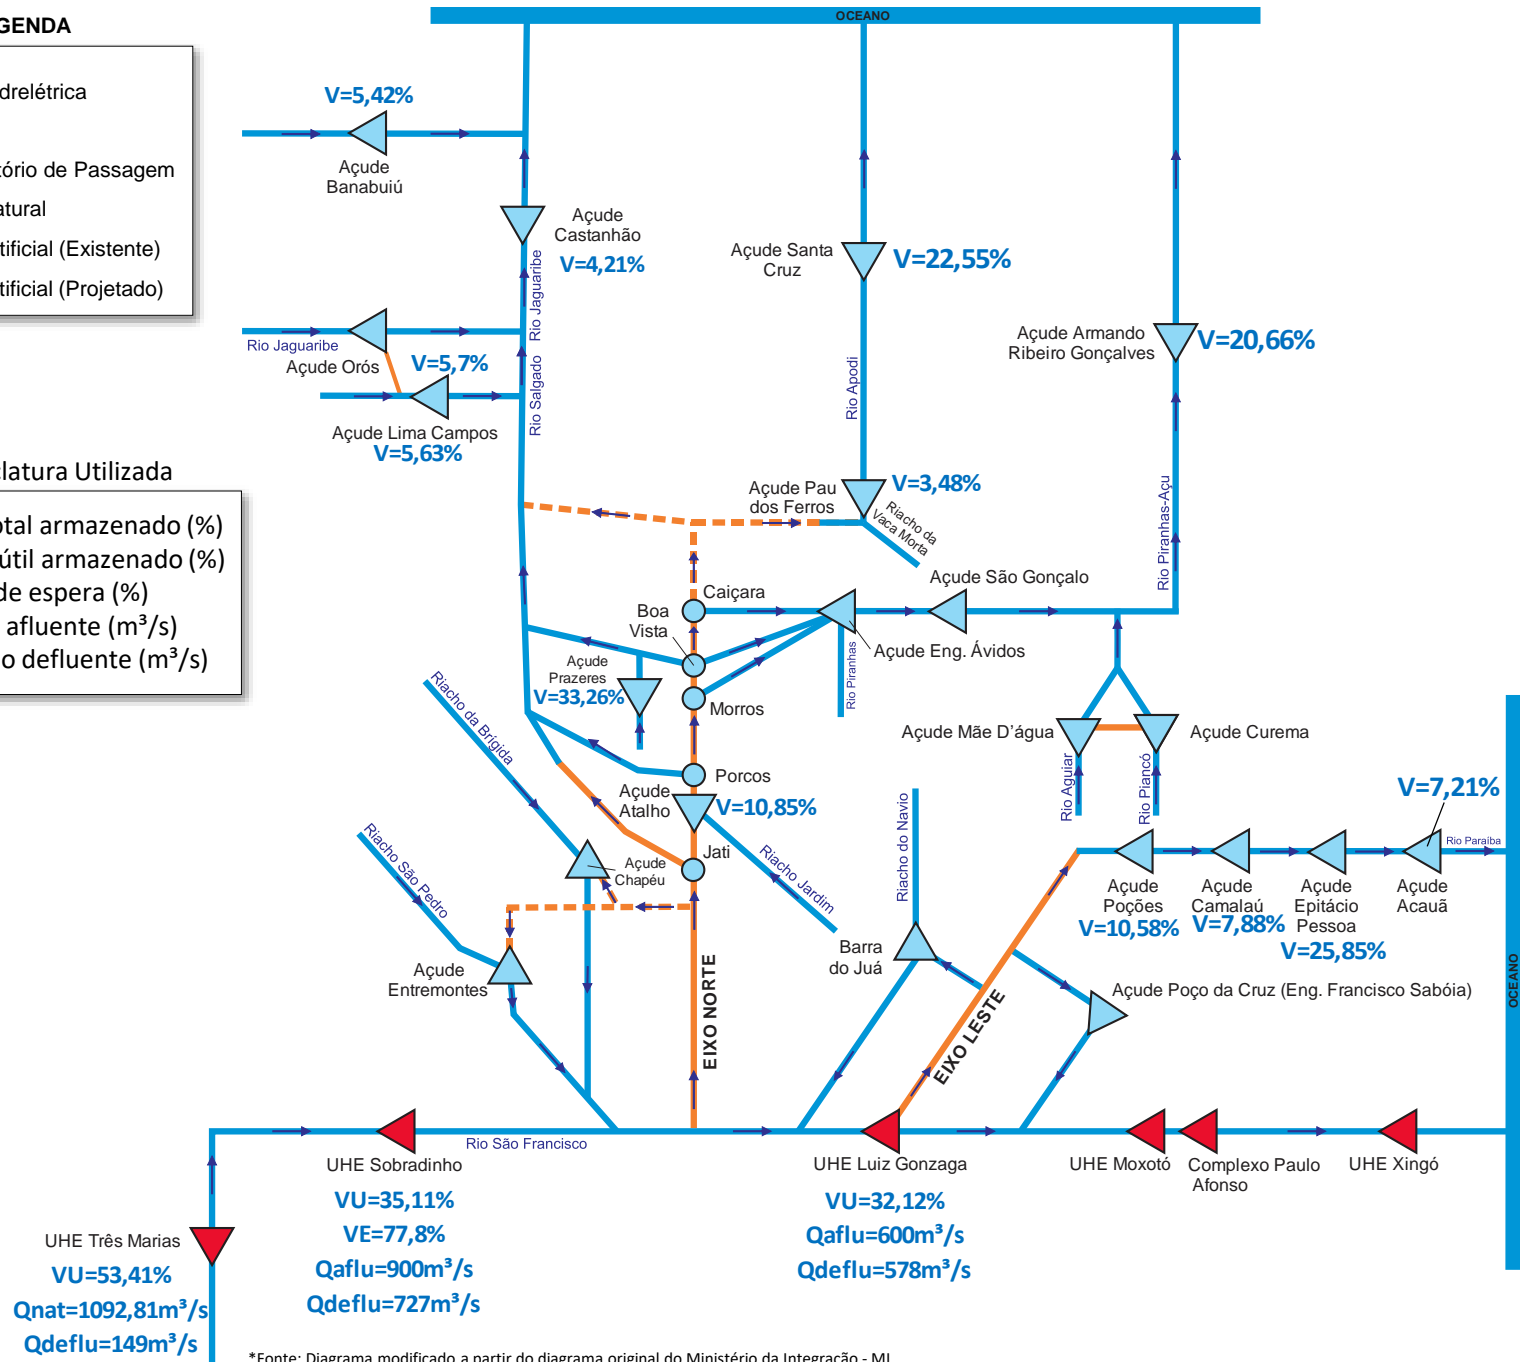 OCEANO
GENDA
drelétrica
tório de Passagem
atural
tificial (Existente)
tificial (Projetado)
V=5,42%
Açude
Banabuiú
Açude
Castanhão
V=4,21%
Rio Jaguaribe
Açude Santa
Cruz
V=22,55%
Açude Armando
Ribeiro Gonçalves
V=20,66%
Rio Jaguaribe
Açude Orós
V=5,7%
Rio Salgado
Rio Apodi
Açude Lima Campos
V=5,63%
clatura Utilizada
otal armazenado (%)
útil armazenado (%)
de espera (%)
afluente (m³/s)
o defluente (m³/s)
Açude Pau
dos Ferros
V=3,48%
Riacho da
Vaca Morta
Rio Piranhas-Açu
Açude São Gonçalo
Caiçara
Boa
Vista
Açude Eng. Ávidos
Rio Piranhas
Açude
Prazeres
V=33,26%
Morros
Riacho da Brígida
Açude Mãe D'água
Açude Curema
Rio Aguiar
Rio Piancó
Porcos
Açude
Atalho
V=10,85%
V=7,21%
Riacho do Navio
Riacho São Pedro
Açude
Chapéu
Jati
Riacho Jardim
Rio Paraíba
Açude
Poções
V=10,58%
Açude
Camalaú
V=7,88%
Açude
Epitácio
Pessoa
V=25,85%
Açude
Acauã
Barra
do Juá
Açude
Entremontes
EIXO NORTE
EIXO LESTE
Açude Poço da Cruz (Eng. Francisco Sabóia)
OCEANO
Rio São Francisco
UHE Sobradinho
VU=35,11%
VE=77,8%
Qaflu=900m³/s
Qdeflu=727m³/s
UHE Luiz Gonzaga
VU=32,12%
Qaflu=600m³/s
Qdeflu=578m³/s
UHE Moxotó
Complexo Paulo
Afonso
UHE Xingó
UHE Três Marias
VU=53,41%
Qnat=1092,81m³/s
Qdeflu=149m³/s
*Fonte: Diagrama modificado a partir do diagrama original do Ministério da Integração - MI